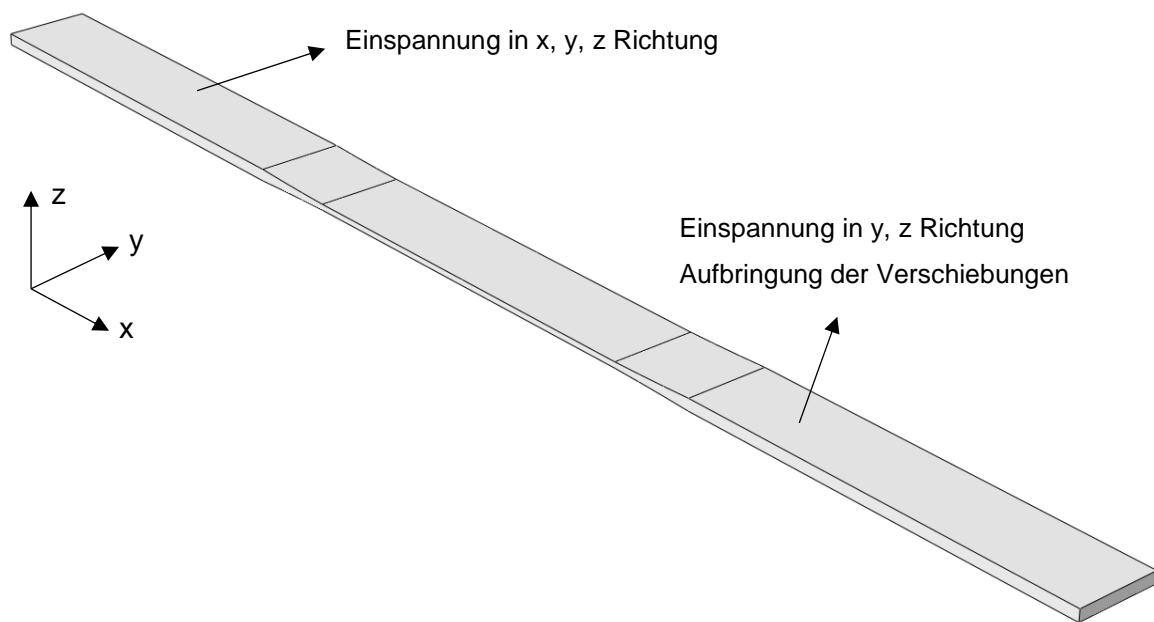 Einspannung in x, y, z Richtung
z
y
x
Einspannung in y, z Richtung
Aufbringung der Verschiebungen